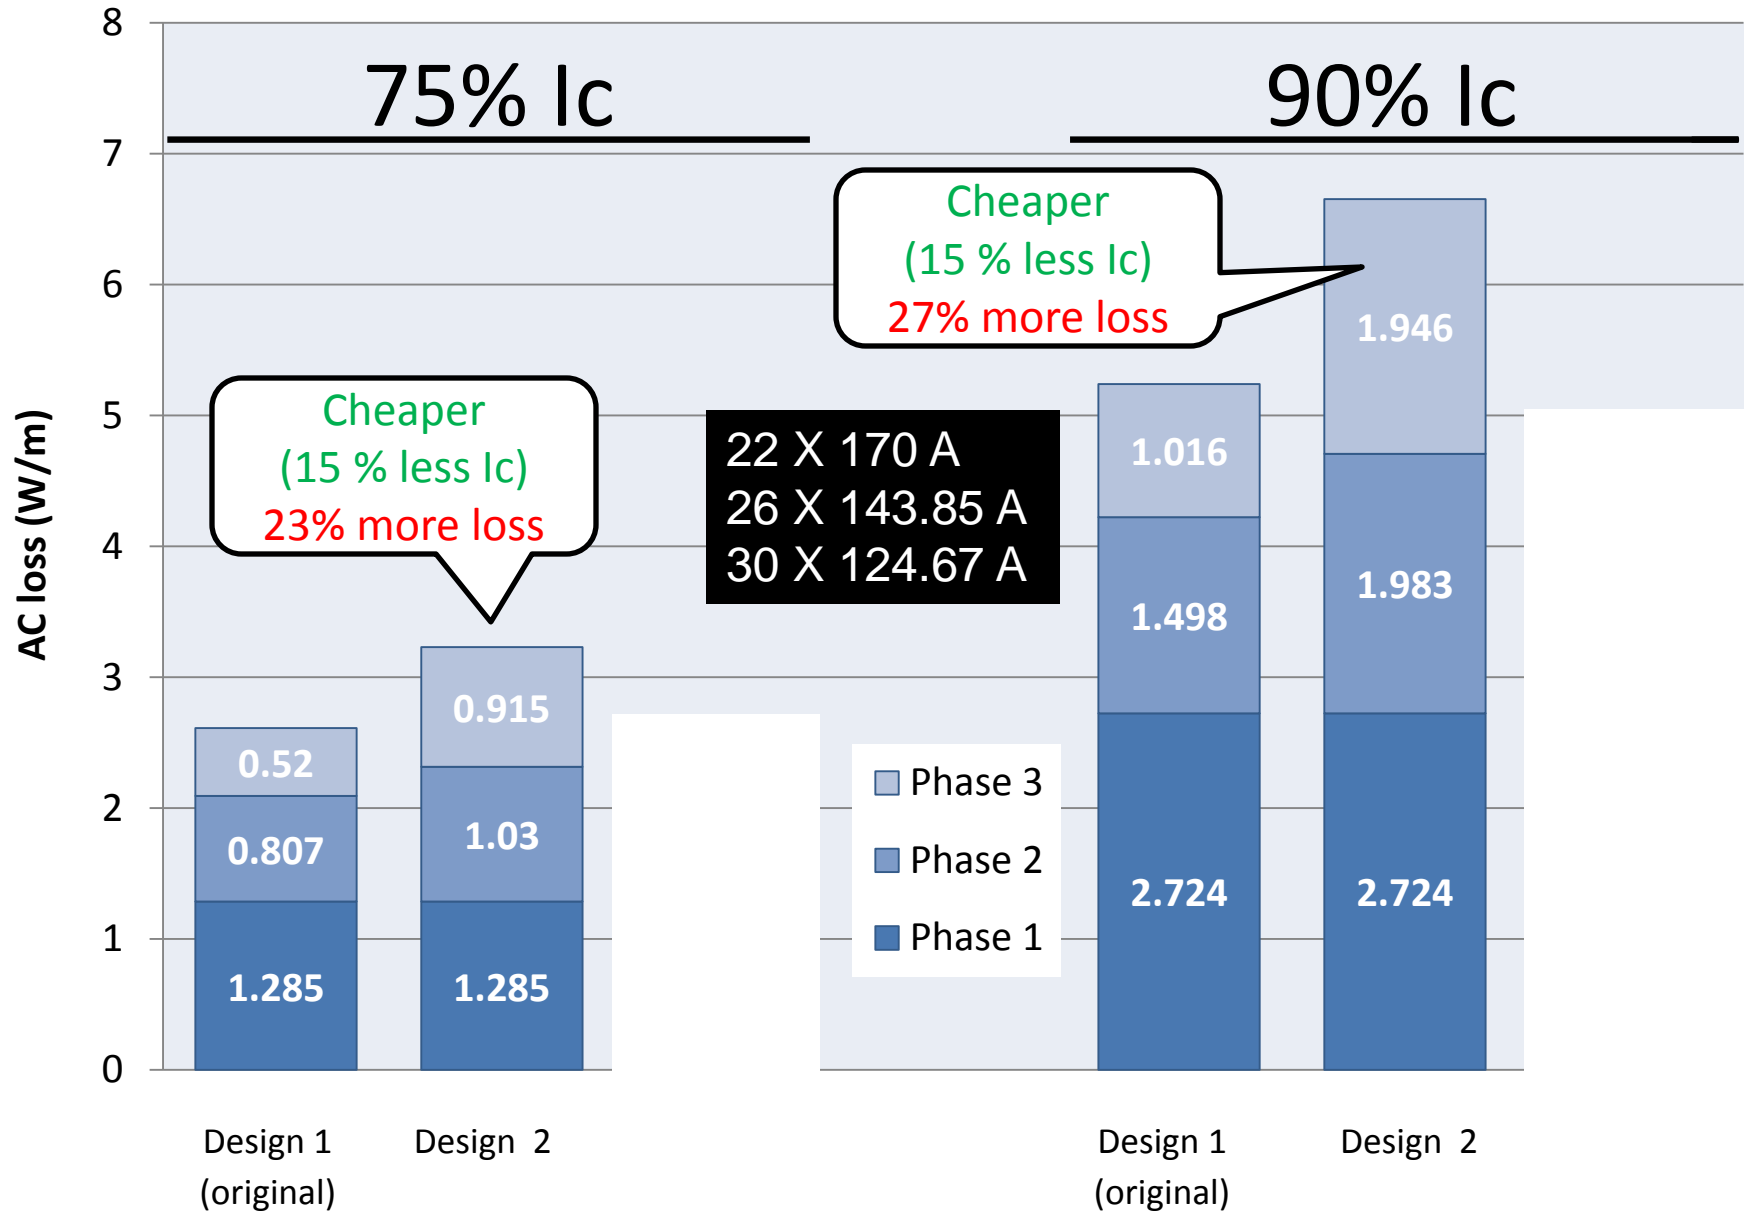 8
75% Ic
90% Ic
7
Cheaper
(15 % less Ic)
27% more loss
6
1.946
5
Cheaper
(15 % less Ic)
23% more loss
22 X 170 A
26 X 143.85 A
30 X 124.67 A
1.016
AC loss (W/m)
4
1.498
1.983
3
0.915
0.52
Phase 3
2
0.807
1.03
Phase 2
2.724
2.724
1
Phase 1
1.285
1.285
0
Design 1
(original)
Design  2
Design 1
(original)
Design  2